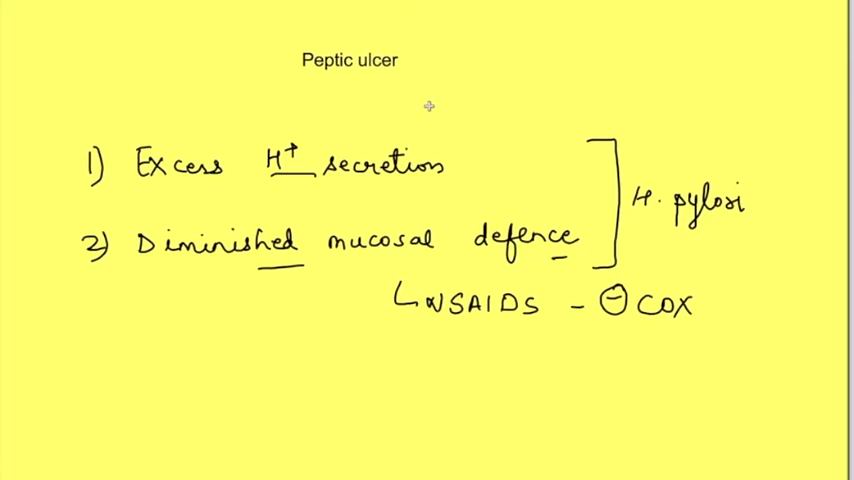 Peptic ulcer
1) Excess H+ secretion
2) Diminished mucosal defence
H. pylori
NSAIDS - ⊖ COX